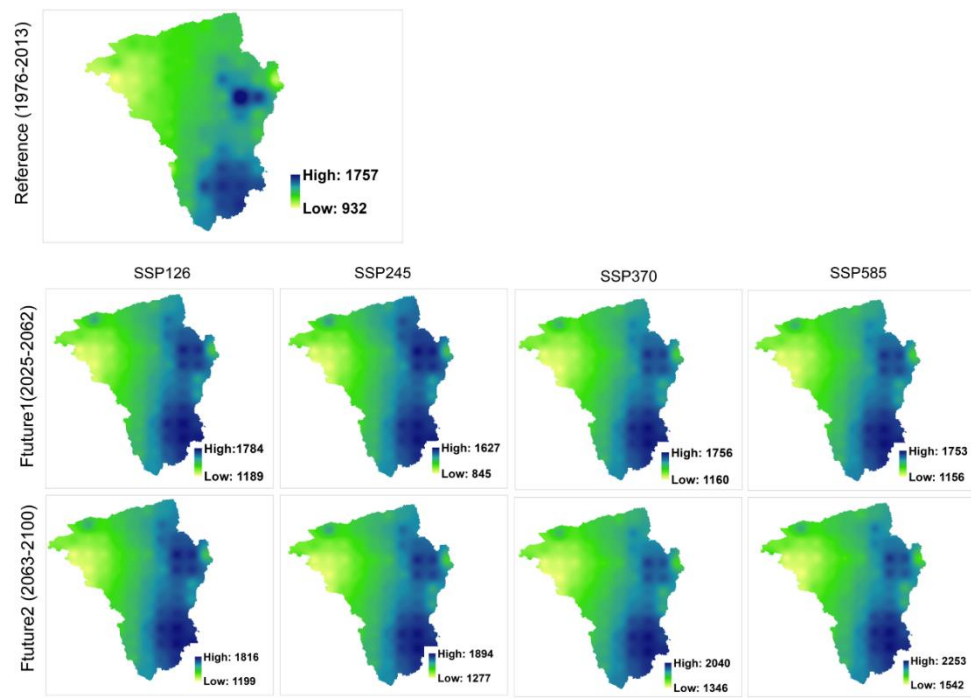 Reference (1976-2013)
High: 1757
Low: 932
SSP126
SSP245
SSP370
SSP585
Ftuture1(2025-2062)
High:1784
Low: 1189
High: 1627
Low: 845
High: 1756
Low: 1160
High: 1753
Low: 1156
Ftuture2 (2063-2100)
High: 1816
Low: 1199
High: 1894
Low: 1277
High: 2040
Low: 1346
High: 2253
Low: 1542